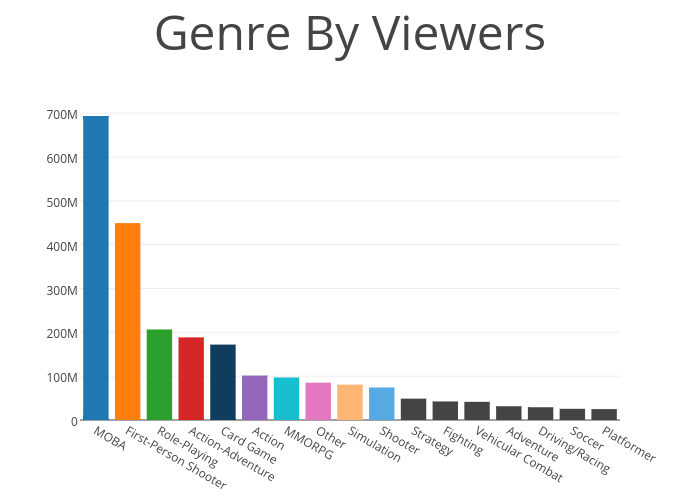 Genre By Viewers
700M
600M
500M
400M
300M
200M
100M
0
MOBA
First-Person Shooter
Role-Playing
Action-Adventure
Card Game
Action
MMORPG
Other
Simulation
Shooter
Strategy
Fighting
Vehicular Combat
Adventure
Driving/Racing
Soccer
Platformer